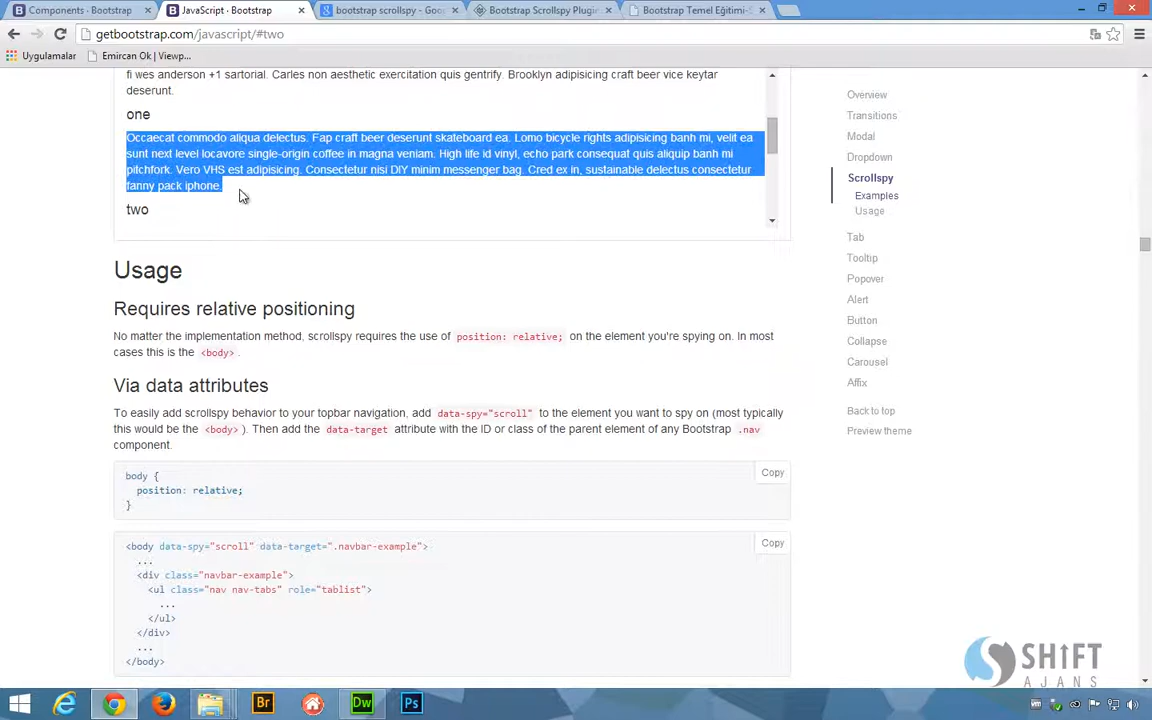 Components · Bootstrap
JavaScript · Bootstrap
bootstrap scrollspy - Goo
Bootstrap Scrollspy Plugin
Bootstrap Temel Eğitimi-S
getbootstrap.com/javascript/#two
Uygulamalar
Emircan Ok | Viewp...
fi wes anderson +1 sartorial. Carles non aesthetic exercitation quis gentrify. Brooklyn adipisicing craft beer vice keytar
deserunt.
one
Occaecat commodo aliqua delectus. Fap craft beer deserunt skateboard ea. Lomo bicycle rights adipisicing banh mi, velit ea
sunt next level locavore single-origin coffee in magna veniam. High life id vinyl, echo park consequat quis aliquip banh mi
pitchfork. Vero VHS est adipisicing. Consectetur nisi DIY minim messenger bag. Cred ex in, sustainable delectus consectetur
fanny pack iphone.
two
Usage
Requires relative positioning
No matter the implementation method, scrollspy requires the use of position: relative; on the element you're spying on. In most
cases this is the <body> .
Via data attributes
To easily add scrollspy behavior to your topbar navigation, add data-spy="scroll" to the element you want to spy on (most typically
this would be the <body> ). Then add the data-target attribute with the ID or class of the parent element of any Bootstrap .nav
component.
Copy
body {
position: relative;
}
Copy
<body data-spy="scroll" data-target=".navbar-example">
...
<div class="navbar-example">
<ul class="nav nav-tabs" role="tablist">
...
</ul>
</div>
...
</body>
Overview
Transitions
Modal
Dropdown
Scrollspy
Examples
Usage
Tab
Tooltip
Popover
Alert
Button
Collapse
Carousel
Affix
Back to top
Preview theme
SHiFT
AJANS
Br
Dw
Ps